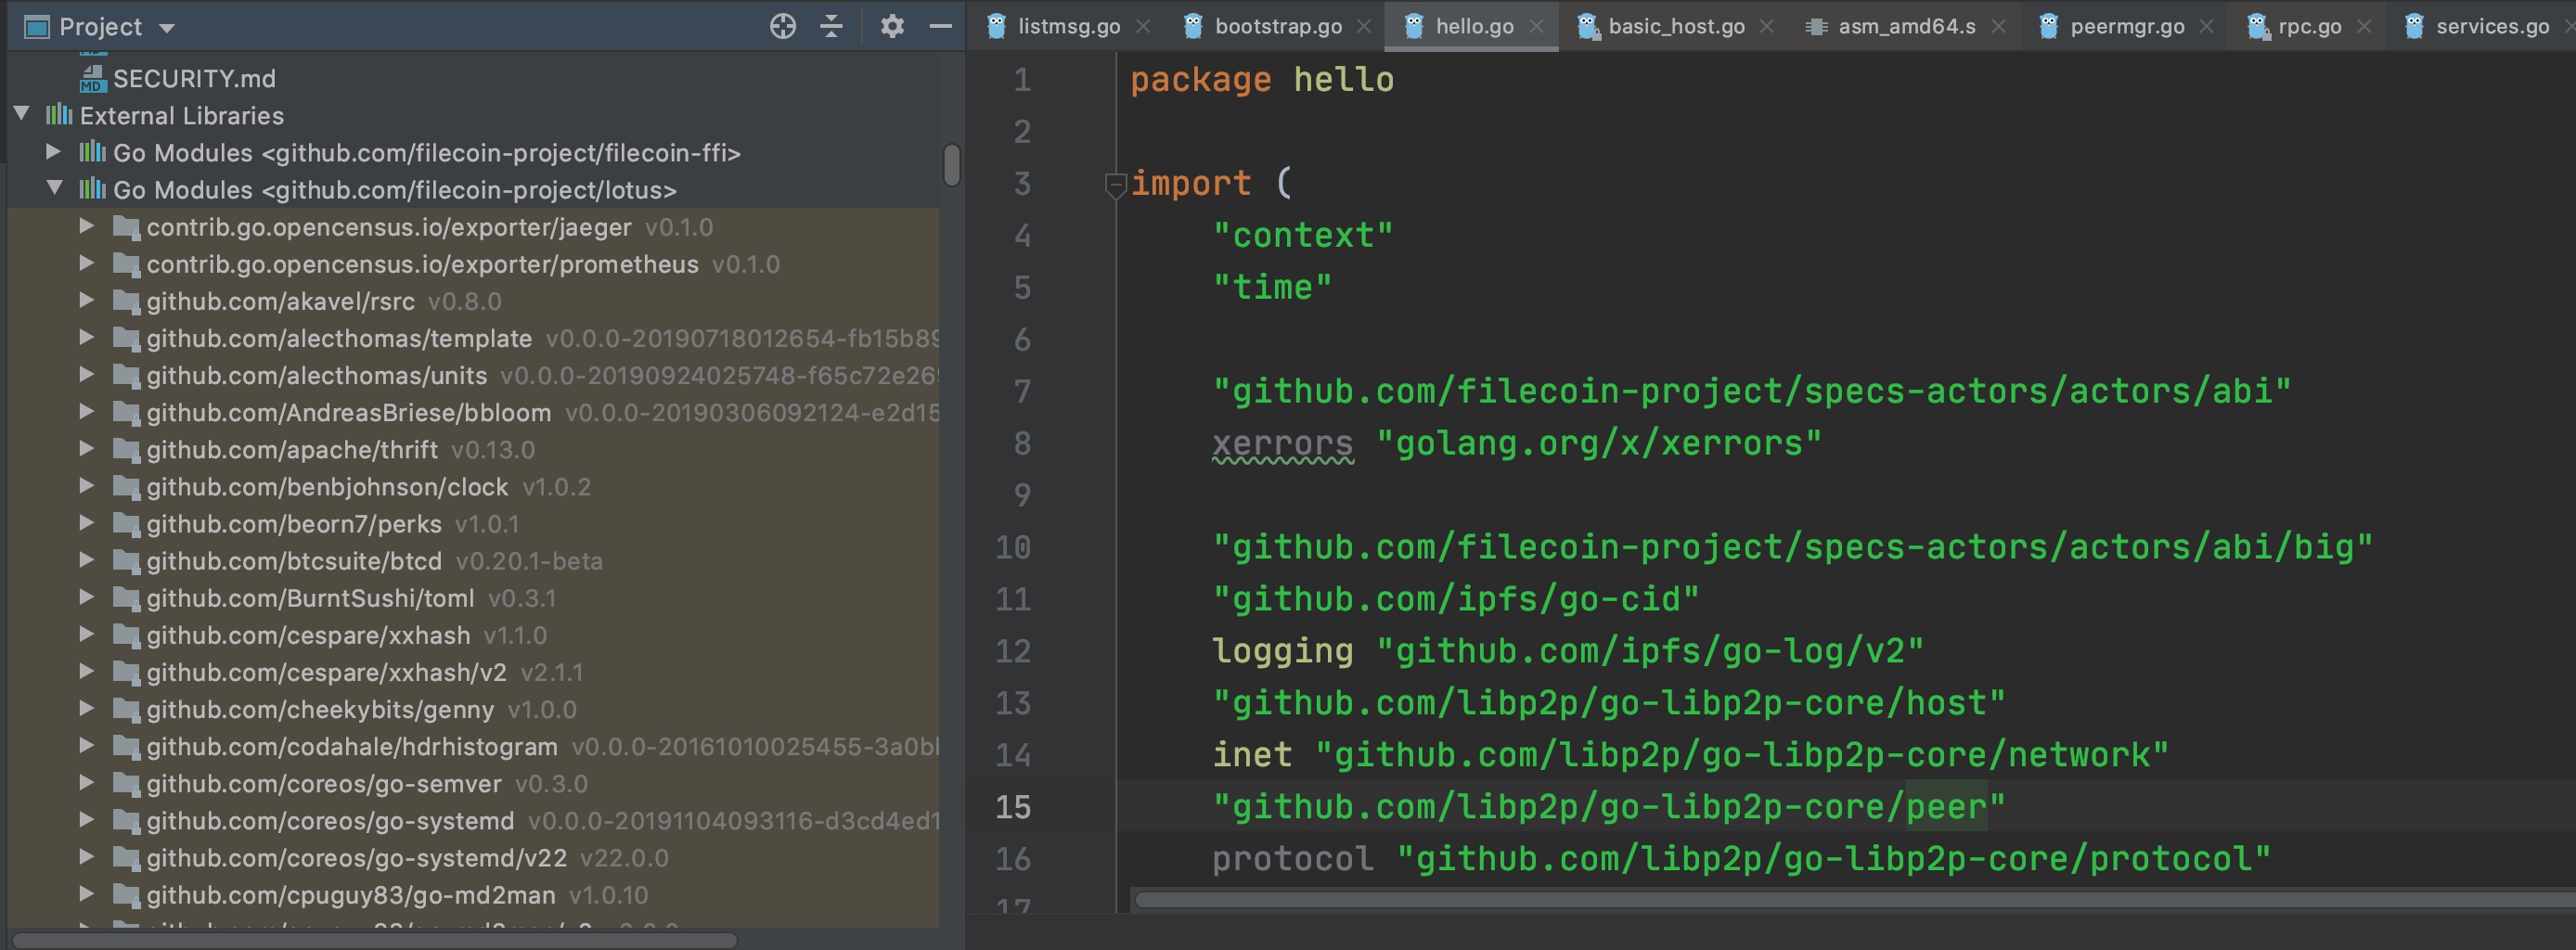 Project
SECURITY.md
External Libraries
Go Modules <github.com/filecoin-project/filecoin-ffi>
Go Modules <github.com/filecoin-project/lotus>
contrib.go.opencensus.io/exporter/jaeger v0.1.0
contrib.go.opencensus.io/exporter/prometheus v0.1.0
github.com/akavel/rsrc v0.8.0
github.com/alecthomas/template v0.0.0-20190718012654-fb15b89
github.com/alecthomas/units v0.0.0-20190924025748-f65c72e26
github.com/AndreasBriese/bbloom v0.0.0-20190306092124-e2d15
github.com/apache/thrift v0.13.0
github.com/benbjohnson/clock v1.0.2
github.com/beorn7/perks v1.0.1
github.com/btcsuite/btcd v0.20.1-beta
github.com/BurntSushi/toml v0.3.1
github.com/cespare/xxhash v1.1.0
github.com/cespare/xxhash/v2 v2.1.1
github.com/cheekybits/genny v1.0.0
github.com/codahale/hdrhistogram v0.0.0-20161010025455-3a0b
github.com/coreos/go-semver v0.3.0
github.com/coreos/go-systemd v0.0.0-20191104093116-d3cd4ed1
github.com/coreos/go-systemd/v22 v22.0.0
github.com/cpuguy83/go-md2man v1.0.10
listmsg.go bootstrap.go hello.go basic_host.go asm_amd64.s peermgr.go rpc.go services.go
1 package hello
2
3 import (
4 "context"
5 "time"
6
7 "github.com/filecoin-project/specs-actors/actors/abi"
8 xerrors "golang.org/x/xerrors"
9
10 "github.com/filecoin-project/specs-actors/actors/abi/big"
11 "github.com/ipfs/go-cid"
12 logging "github.com/ipfs/go-log/v2"
13 "github.com/libp2p/go-libp2p-core/host"
14 inet "github.com/libp2p/go-libp2p-core/network"
15 "github.com/libp2p/go-libp2p-core/peer"
16 protocol "github.com/libp2p/go-libp2p-core/protocol"
17